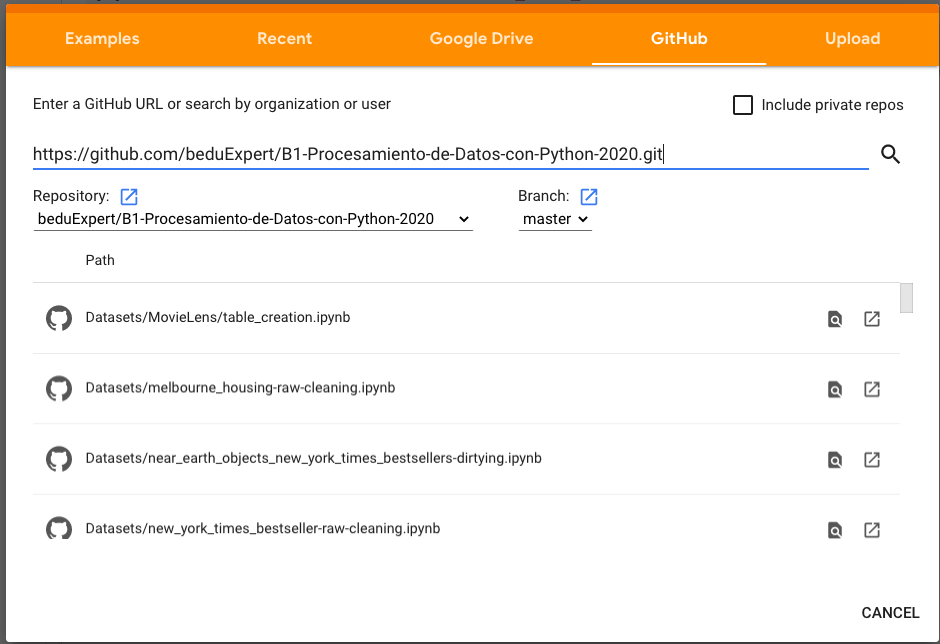 Examples Recent Google Drive GitHub Upload
Enter a GitHub URL or search by organization or user
Include private repos
https://github.com/beduExpert/B1-Procesamiento-de-Datos-con-Python-2020.git
Repository: Branch:
beduExpert/B1-Procesamiento-de-Datos-con-Python-2020 master
Path
Datasets/MovieLens/table_creation.ipynb
Datasets/melbourne_housing-raw-cleaning.ipynb
Datasets/near_earth_objects_new_york_times_bestsellers-dirtying.ipynb
Datasets/new_york_times_bestseller-raw-cleaning.ipynb
CANCEL